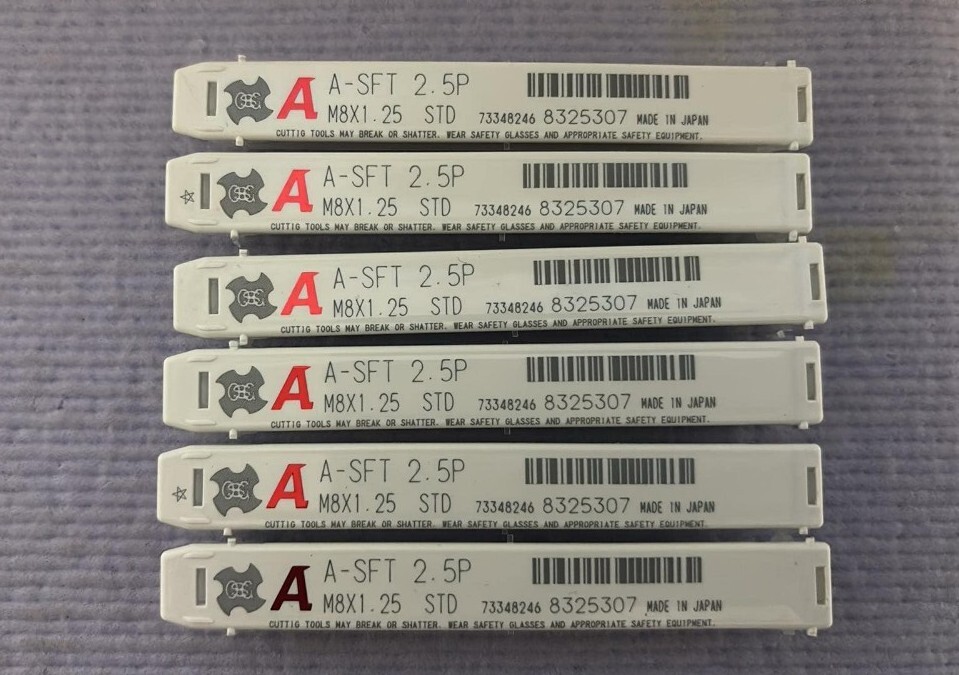 OSG A A-SFT 2.5P
M8X1.25 STD 73348246 8325307 MADE IN JAPAN
CUTTIG TOOLS MAY BREAK OR SHATTER. WEAR SAFETY GLASSES AND APPROPRIATE SAFETY EQUIPMENT.
OSG A A-SFT 2.5P
M8X1.25 STD 73348246 8325307 MADE IN JAPAN
CUTTIG TOOLS MAY BREAK OR SHATTER. WEAR SAFETY GLASSES AND APPROPRIATE SAFETY EQUIPMENT.
OSG A A-SFT 2.5P
M8X1.25 STD 73348246 8325307 MADE IN JAPAN
CUTTIG TOOLS MAY BREAK OR SHATTER. WEAR SAFETY GLASSES AND APPROPRIATE SAFETY EQUIPMENT.
OSG A A-SFT 2.5P
M8X1.25 STD 73348246 8325307 MADE IN JAPAN
CUTTIG TOOLS MAY BREAK OR SHATTER. WEAR SAFETY GLASSES AND APPROPRIATE SAFETY EQUIPMENT.
OSG A A-SFT 2.5P
M8X1.25 STD 73348246 8325307 MADE IN JAPAN
CUTTIG TOOLS MAY BREAK OR SHATTER. WEAR SAFETY GLASSES AND APPROPRIATE SAFETY EQUIPMENT.
OSG A A-SFT 2.5P
M8X1.25 STD 73348246 8325307 MADE IN JAPAN
CUTTIG TOOLS MAY BREAK OR SHATTER. WEAR SAFETY GLASSES AND APPROPRIATE SAFETY EQUIPMENT.